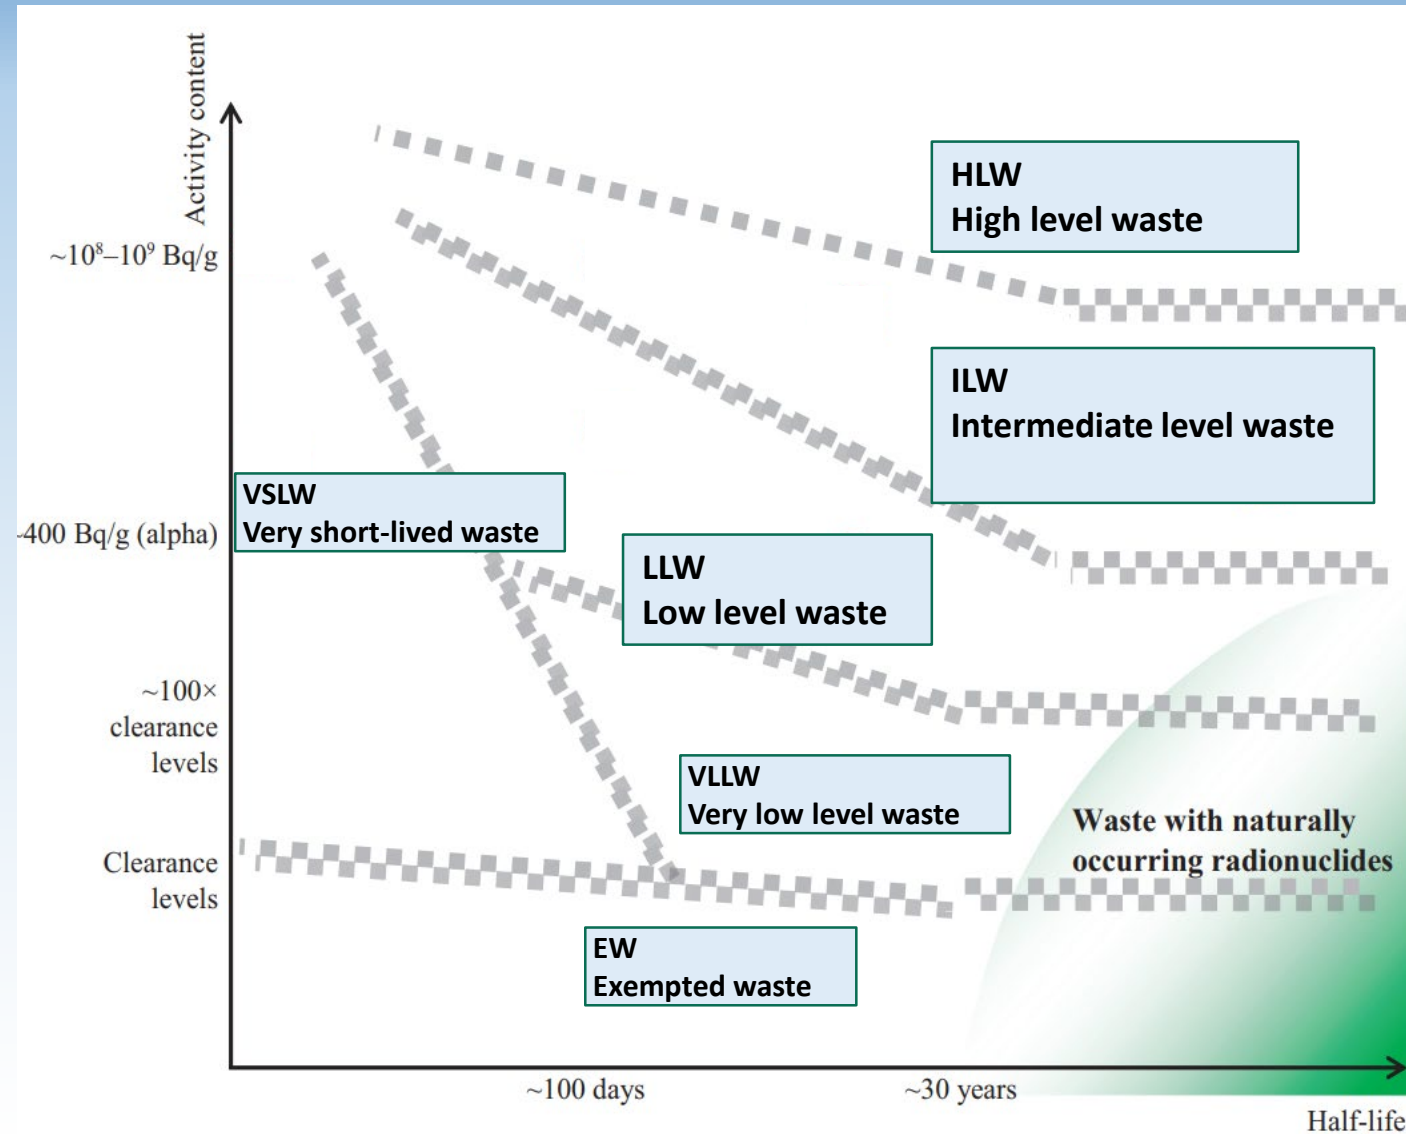 Activity content
HLW
High level waste
~10⁸–10⁹ Bq/g
ILW
Intermediate level waste
VSLW
Very short-lived waste
~400 Bq/g (alpha)
LLW
Low level waste
~100×
clearance
levels
VLLW
Very low level waste
Waste with naturally
occurring radionuclides
Clearance
levels
EW
Exempted waste
~100 days
~30 years
Half-life